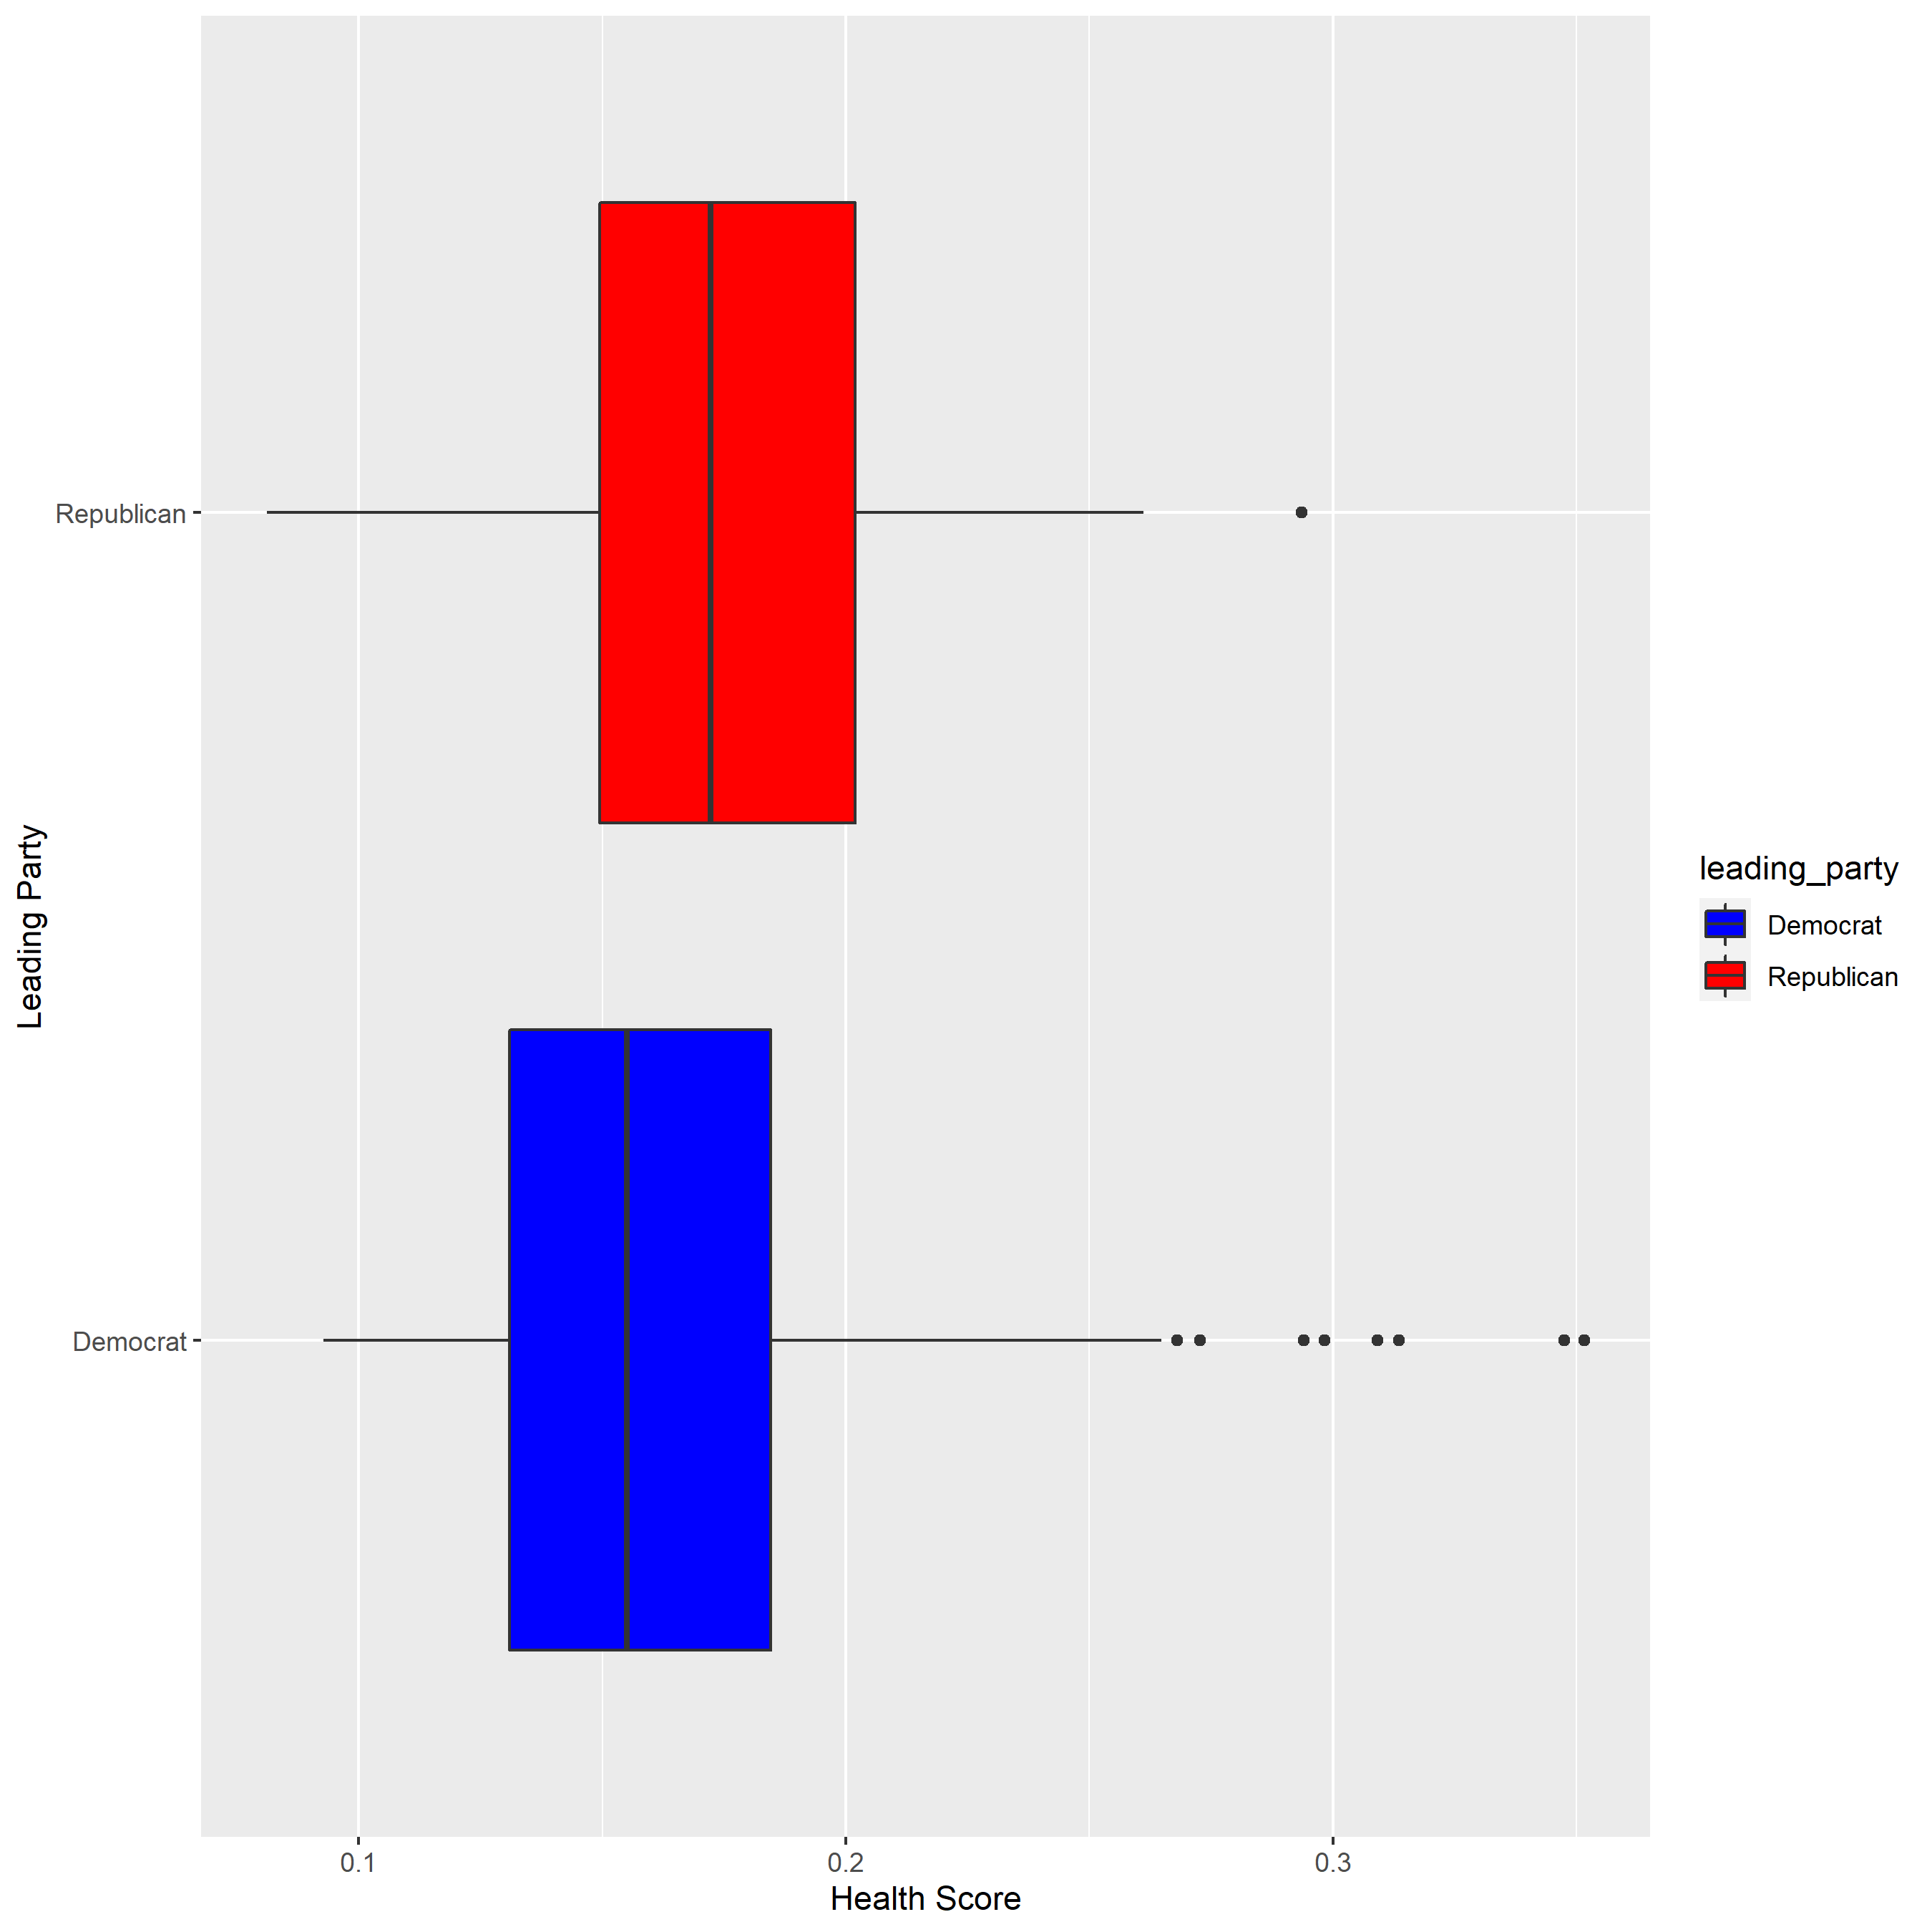 Leading Party
Republican
Democrat
0.1 0.2 0.3
Health Score
leading_party
Democrat
Republican